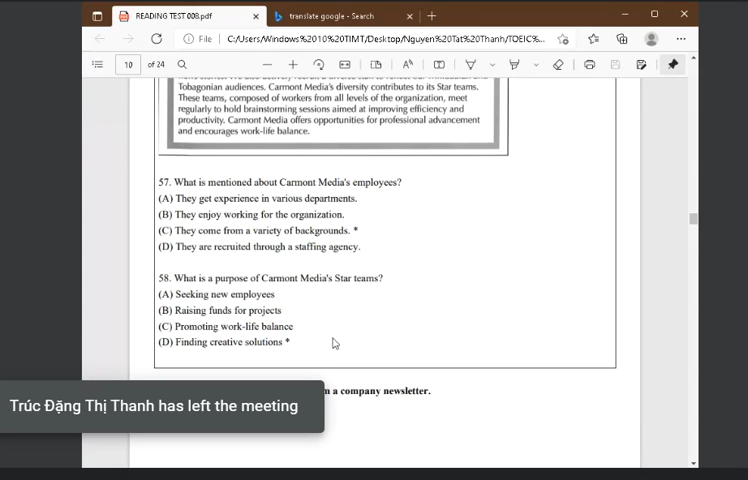 READING TEST 008.pdf
translate google - Search
File
C:/Users/Windows%2010%20TIMT/Desktop/Nguyen%20Tat%20Thanh/TOEIC%...
10 of 24
Tobagonian audiences. Carmont Media's diversity contributes to its Star teams.
These teams, composed of workers from all levels of the organization, meet
regularly to hold brainstorming sessions aimed at improving efficiency and
productivity. Carmont Media offers opportunities for professional advancement
and encourages work-life balance.
57. What is mentioned about Carmont Media's employees?
(A) They get experience in various departments.
(B) They enjoy working for the organization.
(C) They come from a variety of backgrounds. *
(D) They are recruited through a staffing agency.
58. What is a purpose of Carmont Media's Star teams?
(A) Seeking new employees
(B) Raising funds for projects
(C) Promoting work-life balance
(D) Finding creative solutions *
a company newsletter.
Trúc Đặng Thị Thanh has left the meeting